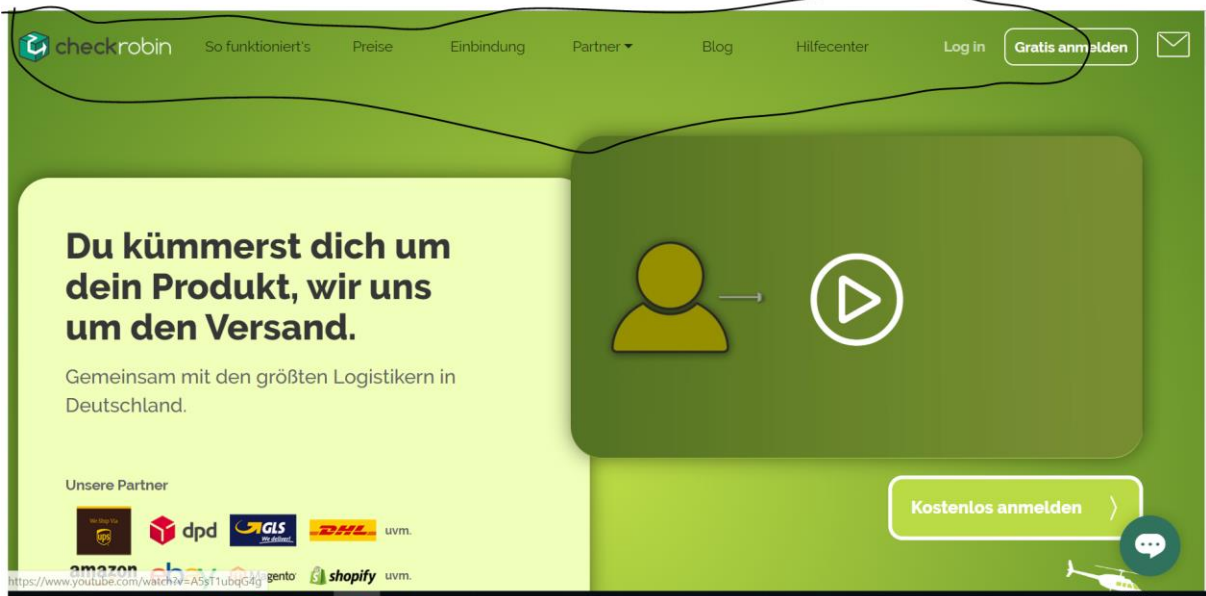 checkrobin So funktioniert's Preise Einbindung Partner Blog Hilfecenter Log in Gratis anmelden
Du kümmerst dich um
dein Produkt, wir uns
um den Versand.
Gemeinsam mit den größten Logistikern in
Deutschland.
Unsere Partner
ups dpd GLS DHL uvm.
amazon ebay shopify uvm.
https://www.youtube.com/watch?v=A5sT1ubqG4g
Kostenlos anmelden